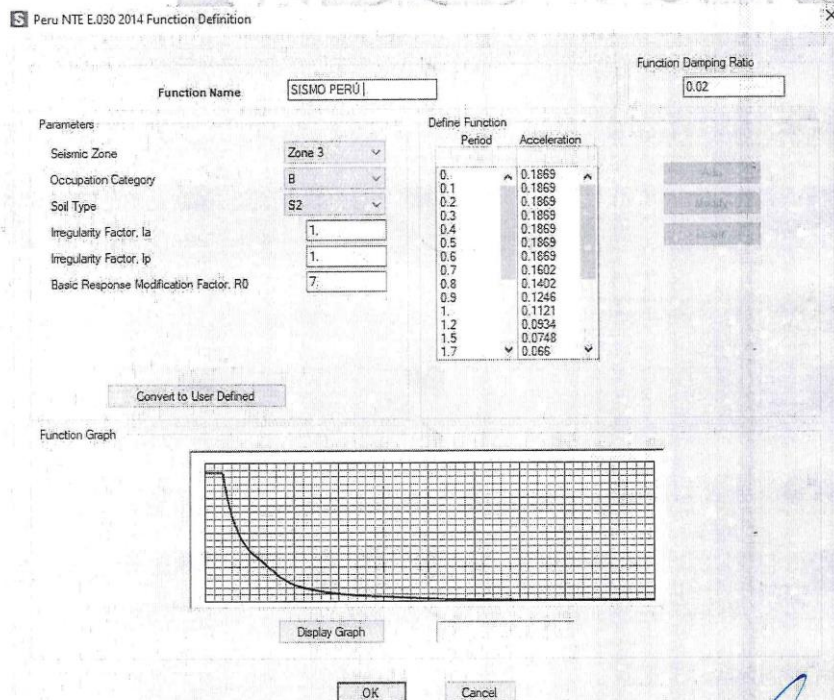 S Peru NTE E.030 2014 Function Definition
Function Damping Ratio
Function Name
SISMO PERÚ
0.02
Parameters
Define Function
Period Acceleration
Seismic Zone
Zone 3
Occupation Category
B
Soil Type
S2
Irregularity Factor, Ia
1.
Irregularity Factor, Ip
1.
Basic Response Modification Factor, R0
7.
0. 0.1869
0.1 0.1869
0.2 0.1869
0.3 0.1869
0.4 0.1869
0.5 0.1869
0.6 0.1869
0.7 0.1602
0.8 0.1402
0.9 0.1246
1. 0.1121
1.2 0.0934
1.5 0.0748
1.7 0.066
Convert to User Defined
Function Graph
Display Graph
OK
Cancel